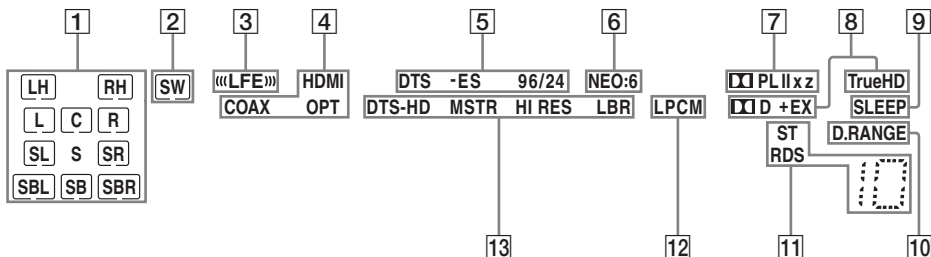 1 2 3 4 5 6 7 8 9
LH RH SW (((LFE))) HDMI DTS -ES 96/24 NEO:6 PL II x z TrueHD
COAX OPT DTS-HD MSTR HI RES LBR LPCM D +EX SLEEP
L C R ST D.RANGE
SL S SR RDS
SBL SB SBR 10
13 12 11 10